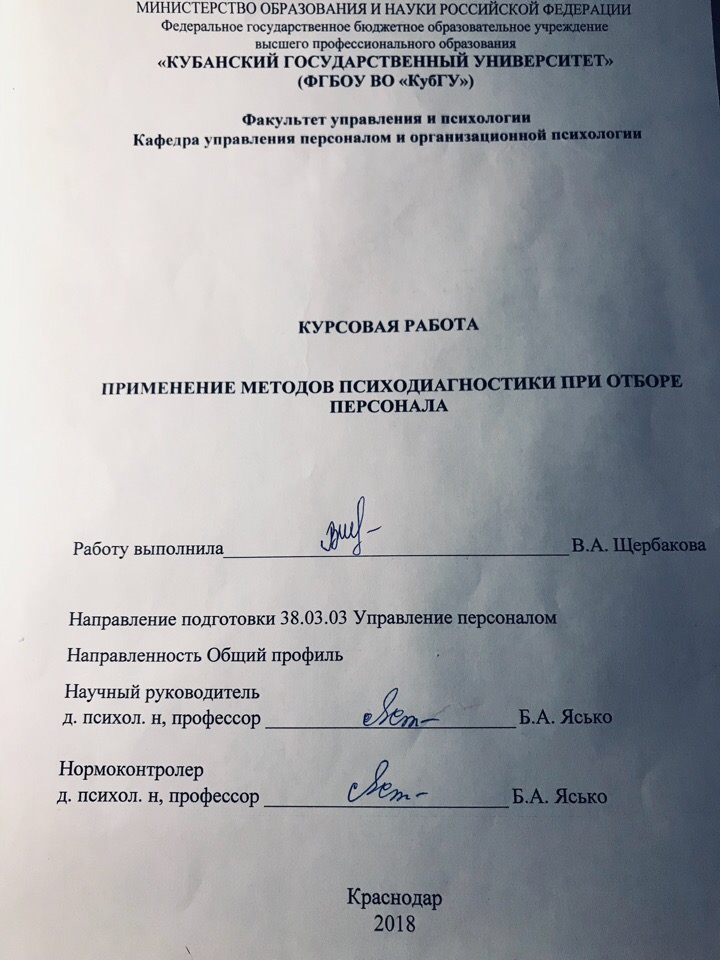 МИНИСТЕРСТВО ОБРАЗОВАНИЯ И НАУКИ РОССИЙСКОЙ ФЕДЕРАЦИИ
Федеральное государственное бюджетное образовательное учреждение
высшего профессионального образования
«КУБАНСКИЙ ГОСУДАРСТВЕННЫЙ УНИВЕРСИТЕТ»
(ФГБОУ ВО «КубГУ»)
Факультет управления и психологии
Кафедра управления персоналом и организационной психологии
КУРСОВАЯ РАБОТА
ПРИМЕНЕНИЕ МЕТОДОВ ПСИХОДИАГНОСТИКИ ПРИ ОТБОРЕ
ПЕРСОНАЛА
Работу выполнила В.А. Щербакова
Направление подготовки 38.03.03 Управление персоналом
Направленность Общий профиль
Научный руководитель
д. психол. н, профессор Б.А. Ясько
Нормоконтролер
д. психол. н, профессор Б.А. Ясько
Краснодар
2018